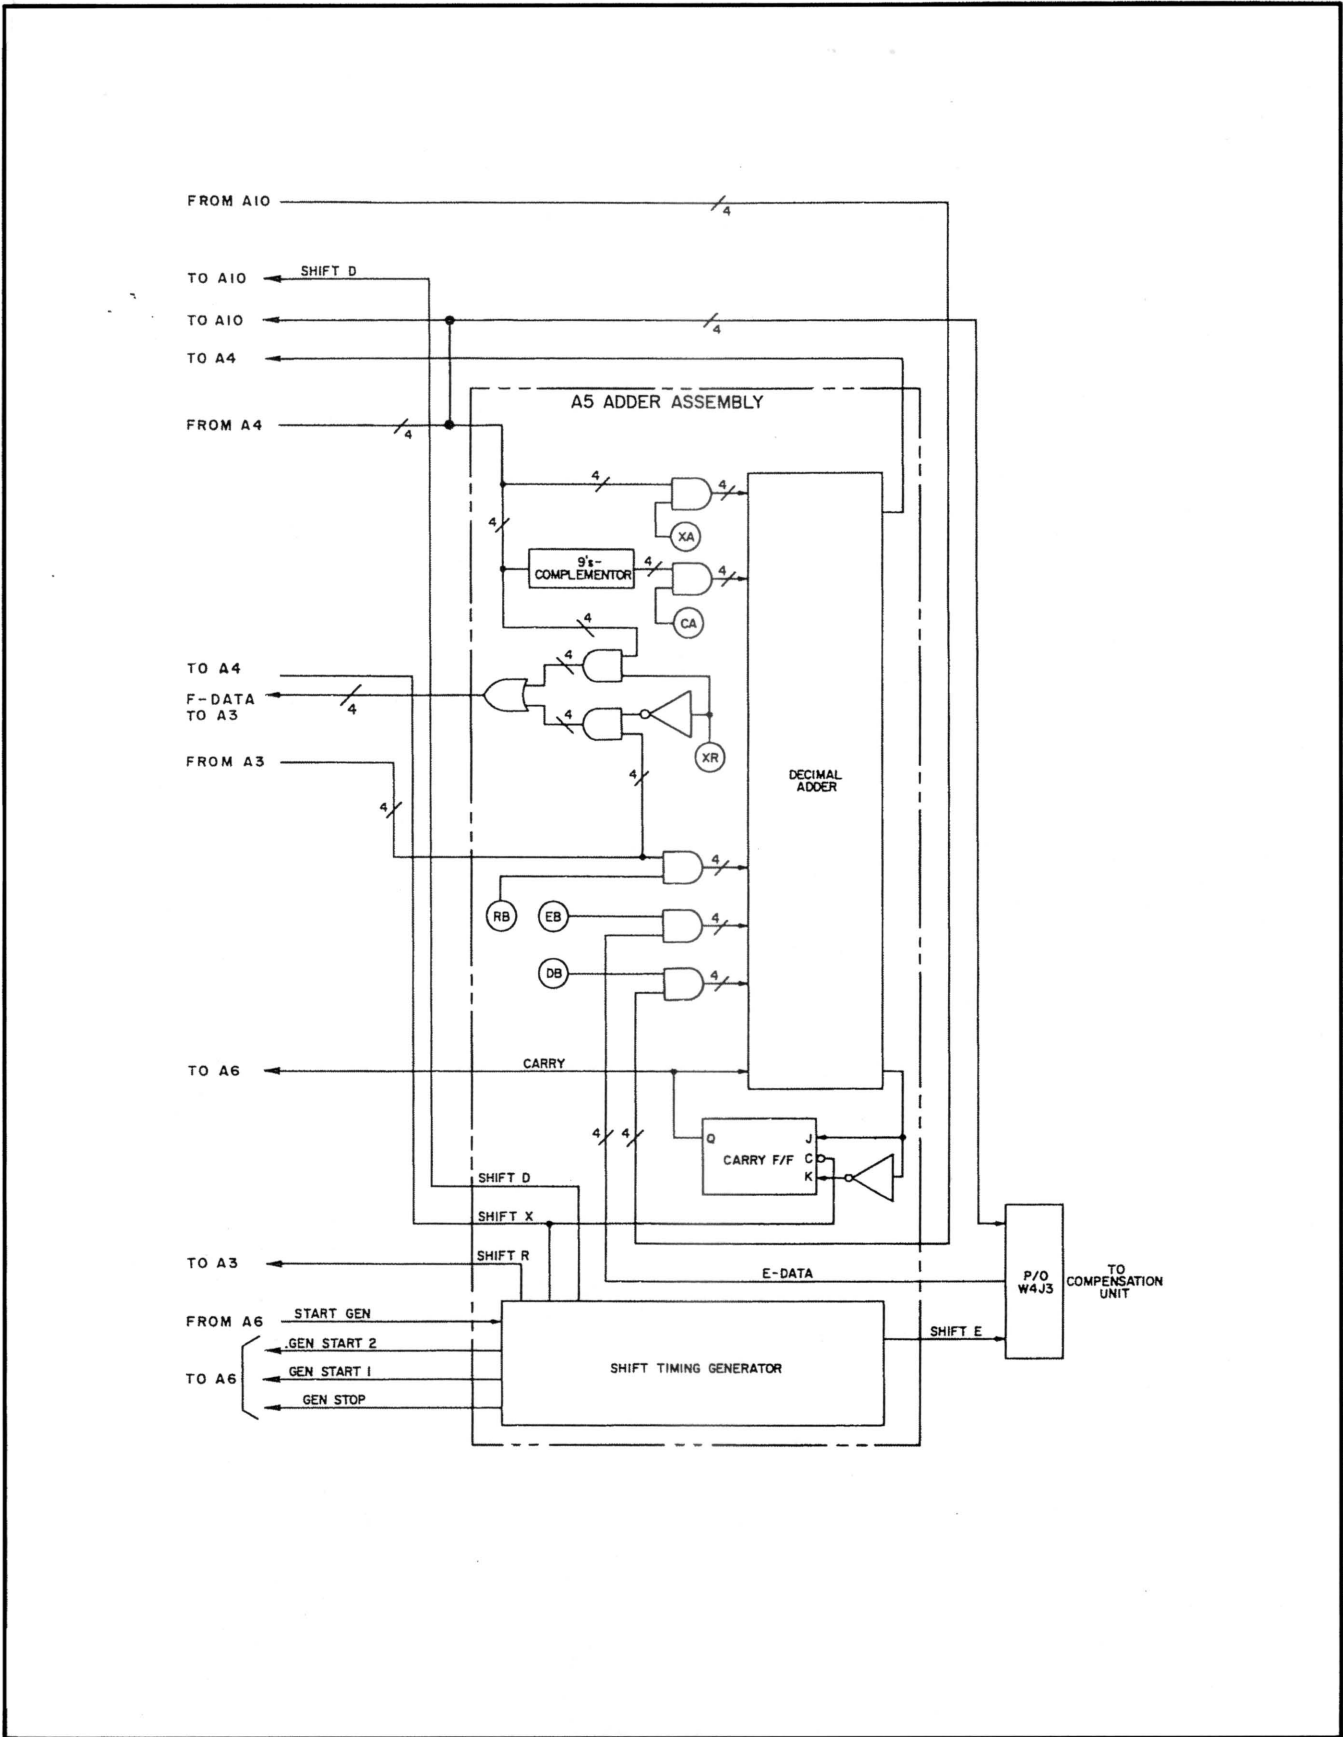 FROM A10
4
TO A10 SHIFT D
TO A10
4
TO A4
A5 ADDER ASSEMBLY
FROM A4
4
4 4
XA
4
9's-
COMPLEMENTOR
4 4
CA
4
4
TO A4
F-DATA
TO A3
4
4
XR
FROM A3
4
4
DECIMAL
ADDER
4
RB EB
4
DB
4
TO A6
CARRY
4 4
Q J
CARRY F/F C
K
SHIFT D
SHIFT X
TO A3 SHIFT R
E-DATA
P/O
W4J3
TO
COMPENSATION
UNIT
FROM A6 START GEN
SHIFT E
GEN START 2
TO A6 GEN START 1
GEN STOP
SHIFT TIMING GENERATOR